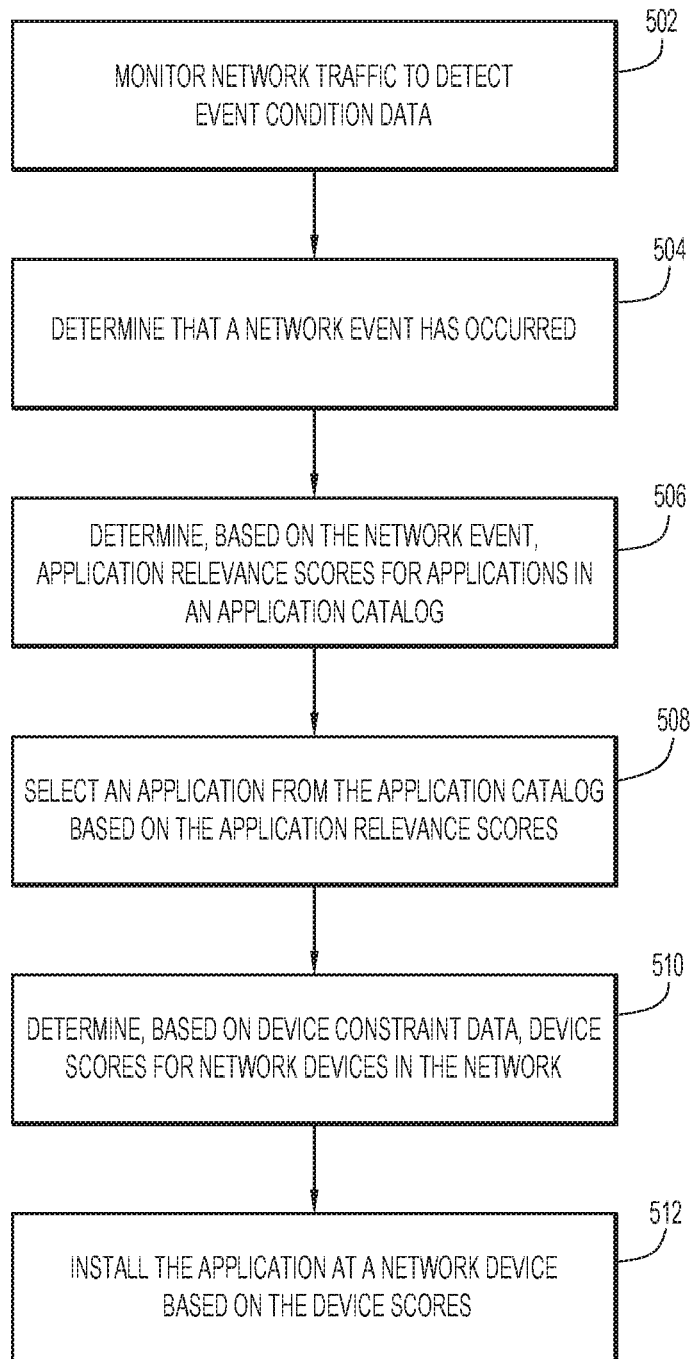 502
MONITOR NETWORK TRAFFIC TO DETECT
EVENT CONDITION DATA
504
DETERMINE THAT A NETWORK EVENT HAS OCCURRED
506
DETERMINE, BASED ON THE NETWORK EVENT,
APPLICATION RELEVANCE SCORES FOR APPLICATIONS IN
AN APPLICATION CATALOG
508
SELECT AN APPLICATION FROM THE APPLICATION CATALOG
BASED ON THE APPLICATION RELEVANCE SCORES
510
DETERMINE, BASED ON DEVICE CONSTRAINT DATA, DEVICE
SCORES FOR NETWORK DEVICES IN THE NETWORK
512
INSTALL THE APPLICATION AT A NETWORK DEVICE
BASED ON THE DEVICE SCORES